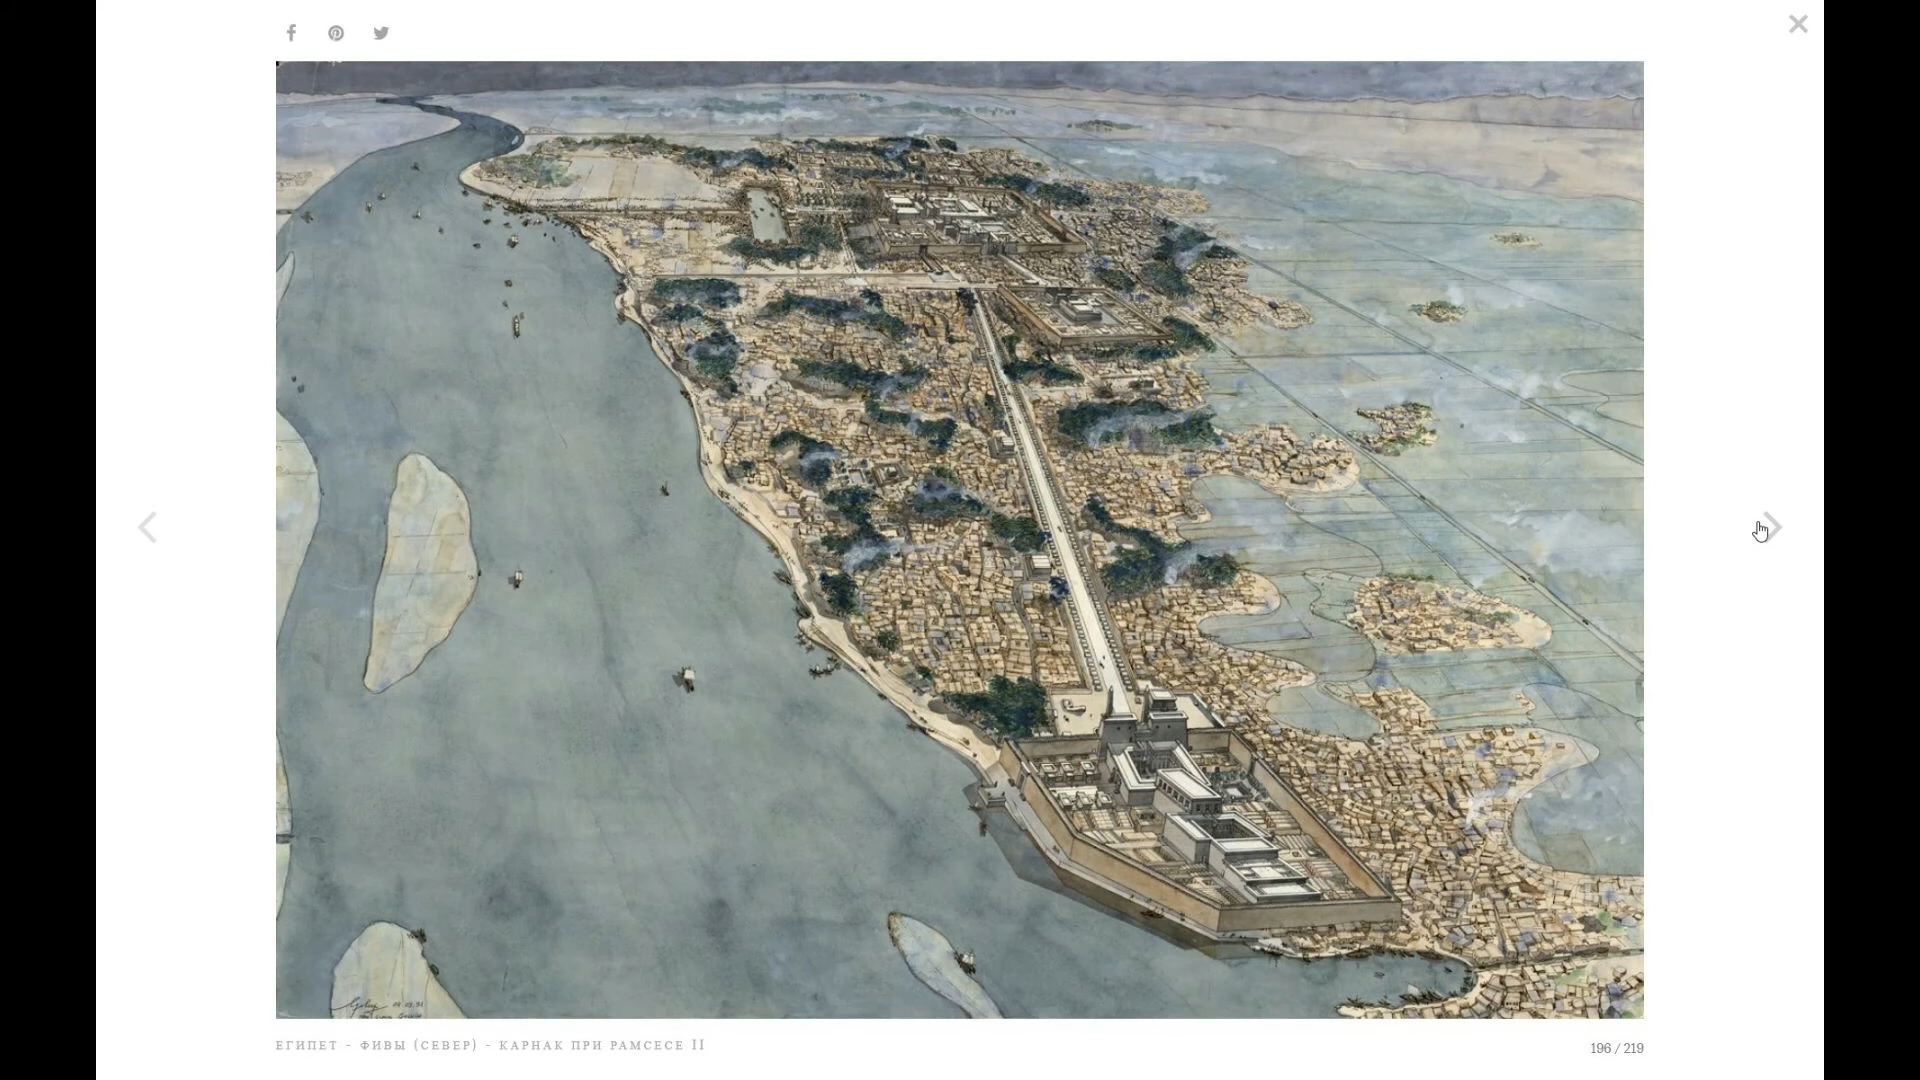 ЕГИПЕТ - ФИВЫ (СЕВЕР) - КАРНАК ПРИ РАМСЕСЕ II
196 / 219